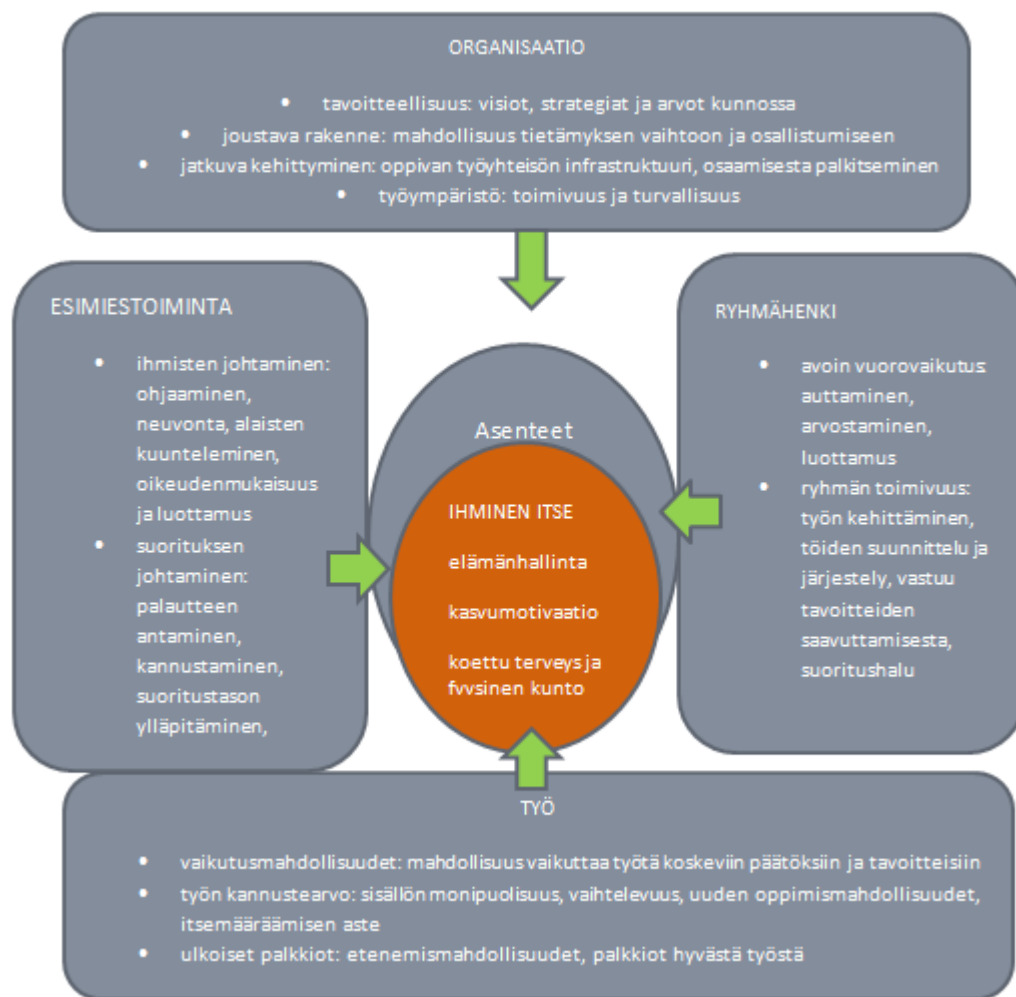 ORGANISAATIO
• tavoitteellisuus: visiot, strategiat ja arvot kunnossa
• joustava rakenne: mahdollisuus tietämyksen vaihtoon ja osallistumiseen
• jatkuva kehittyminen: oppivan työyhteisön infrastruktuuri, osaamisesta palkitseminen
• työympäristö: toimivuus ja turvallisuus
ESIMIESTOIMINTA
• ihmisten johtaminen:
ohjaaminen,
neuvonta, alaisten
kuunteleminen,
oikeudenmukaisuus
ja luottamus
• suorituksen
johtaminen:
palautteen
antaminen,
kannustaminen,
suoritustason
ylläpitäminen,
Asenteet
IHMINEN ITSE
elämänhallinta
kasvumotivaatio
koettu terveys ja
fyysinen kunto
RYHMÄHENKI
• avoin vuorovaikutus:
auttaminen,
arvostaminen,
luottamus
• ryhmän toimivuus:
työn kehittäminen,
töiden suunnittelu ja
järjestely, vastuu
tavoitteiden
saavuttamisesta,
suoritushalu
TYÖ
• vaikutusmahdollisuudet: mahdollisuus vaikuttaa työtä koskeviin päätöksiin ja tavoitteisiin
• työn kannustearvo: sisällön monipuolisuus, vaihtelevuus, uuden oppimismahdollisuudet,
itsemääräämisen aste
• ulkoiset palkkiot: etenemismahdollisuudet, palkkiot hyvästä työstä